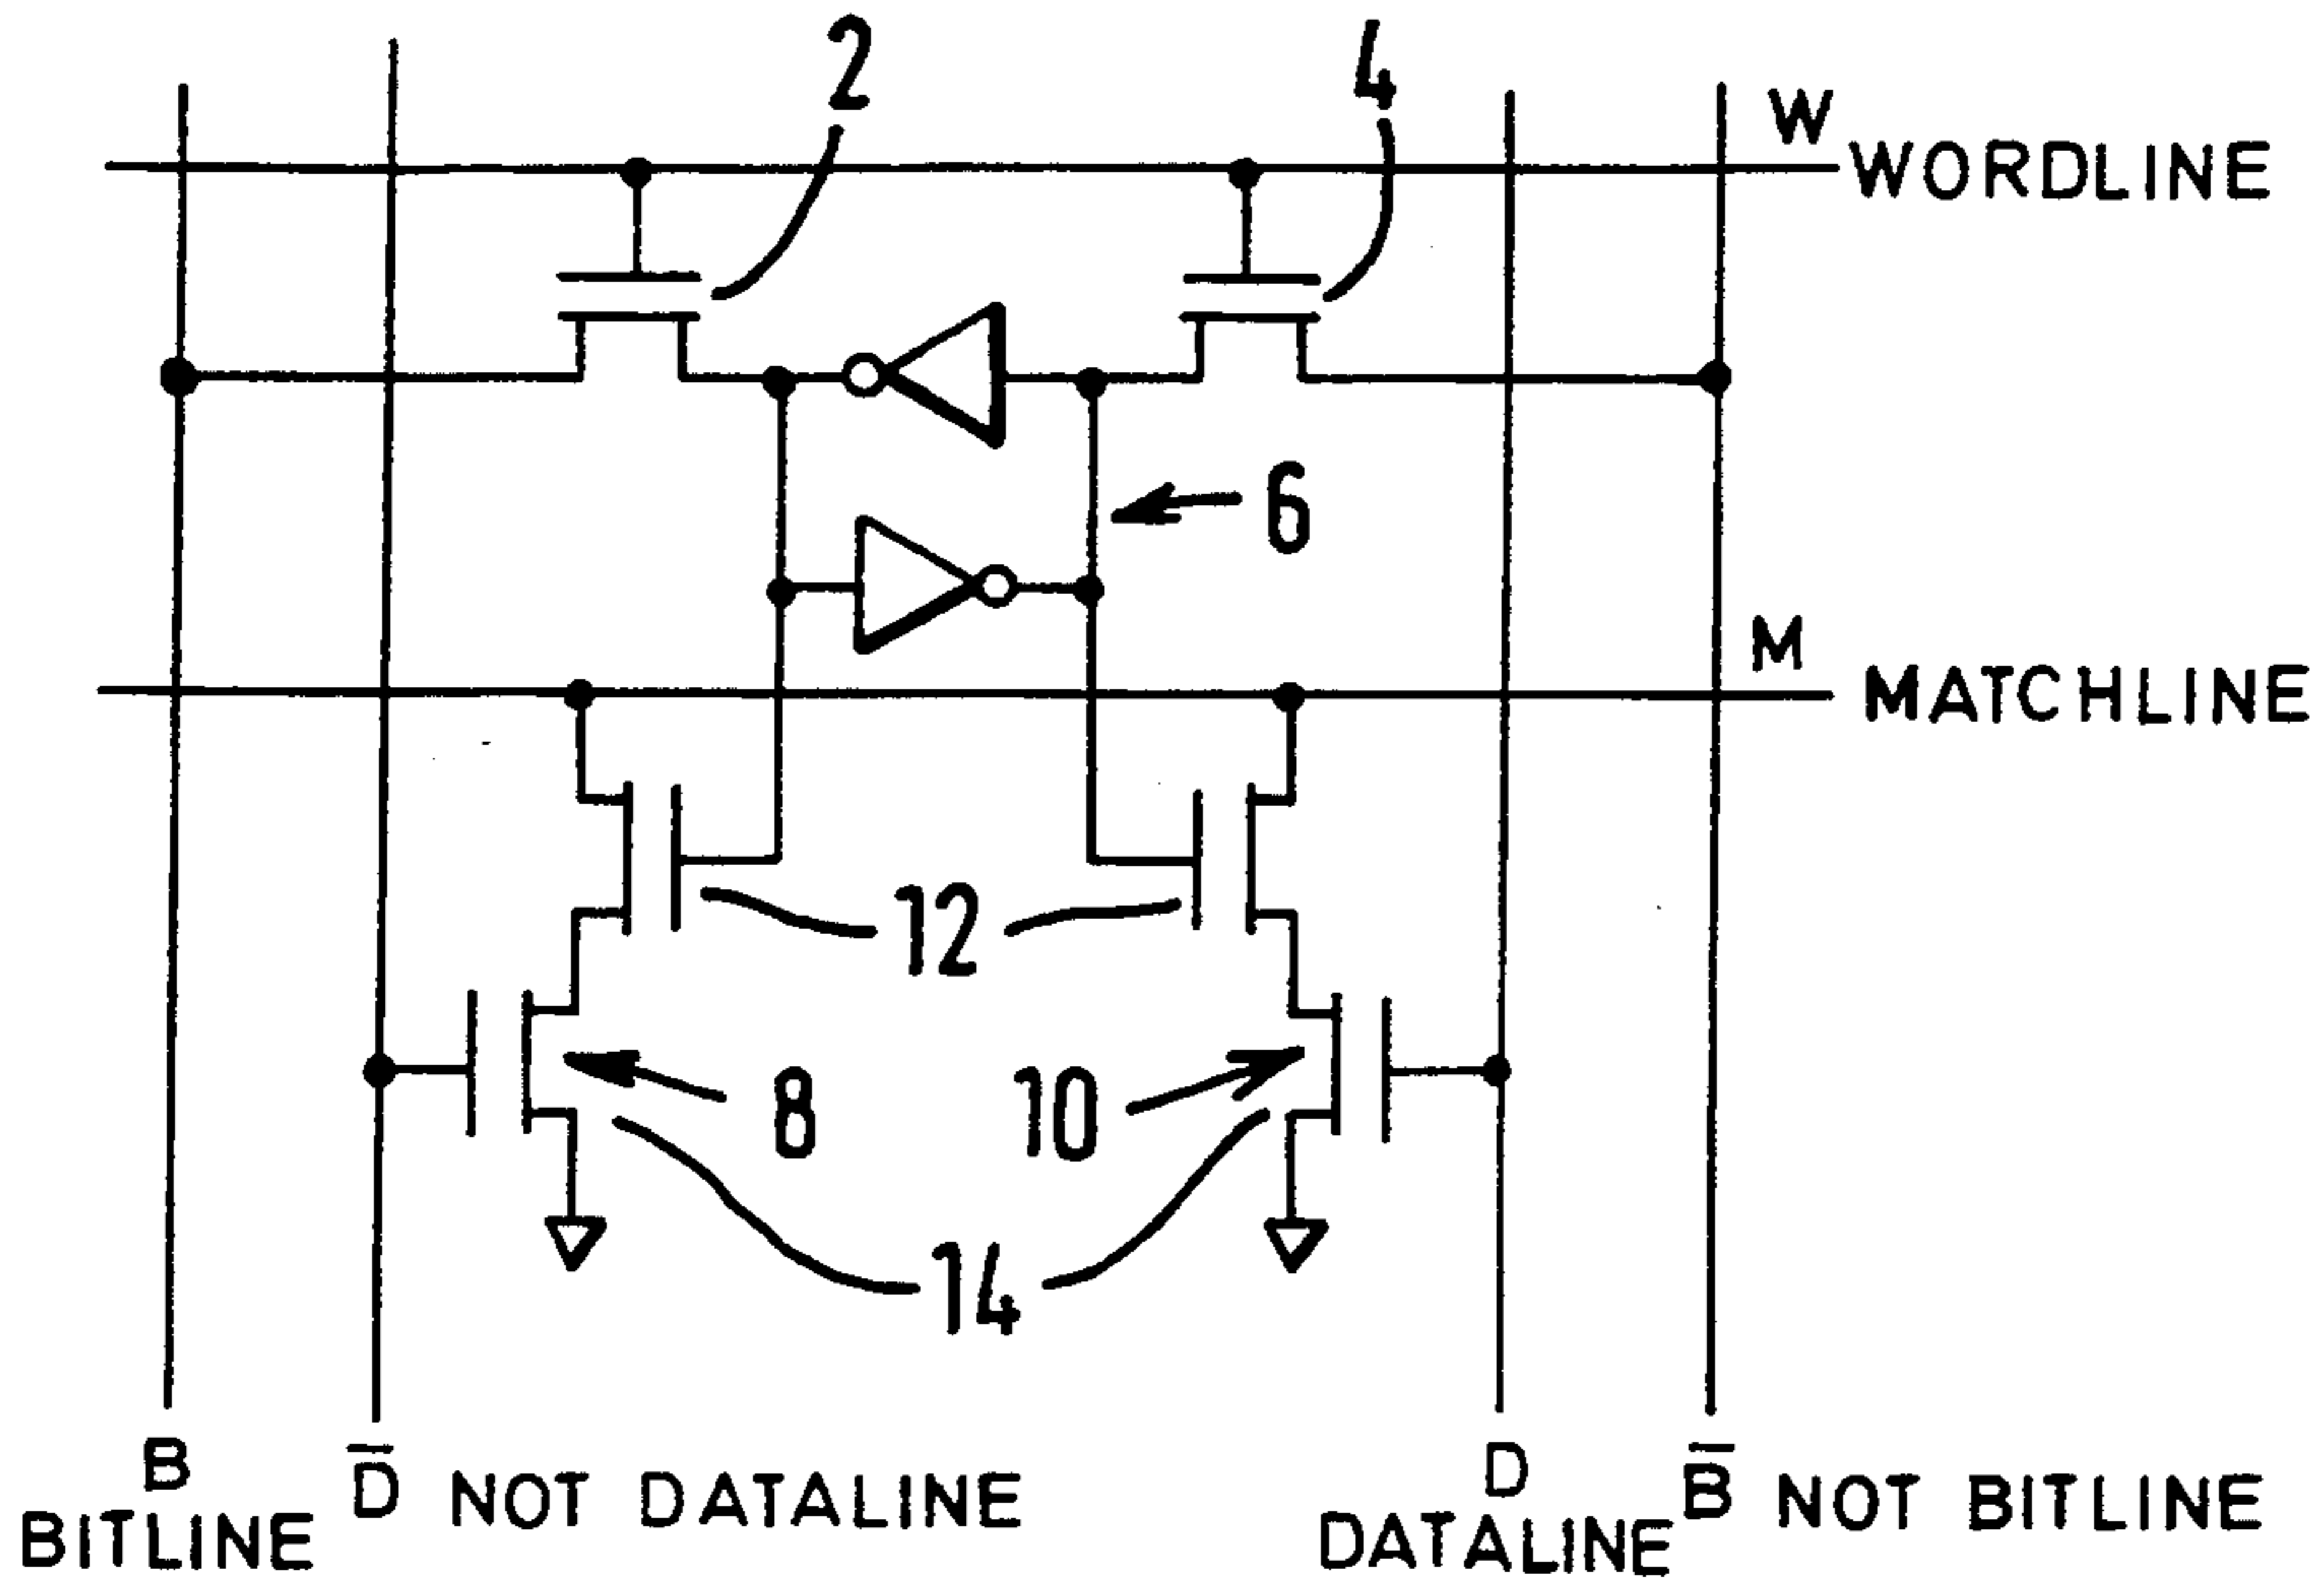 2
4
W
WORDLINE
6
M
MATCHLINE
12
8
10
14
B
BITLINE
D̅ NOT DATALINE
D
DATALINE
B̅ NOT BITLINE